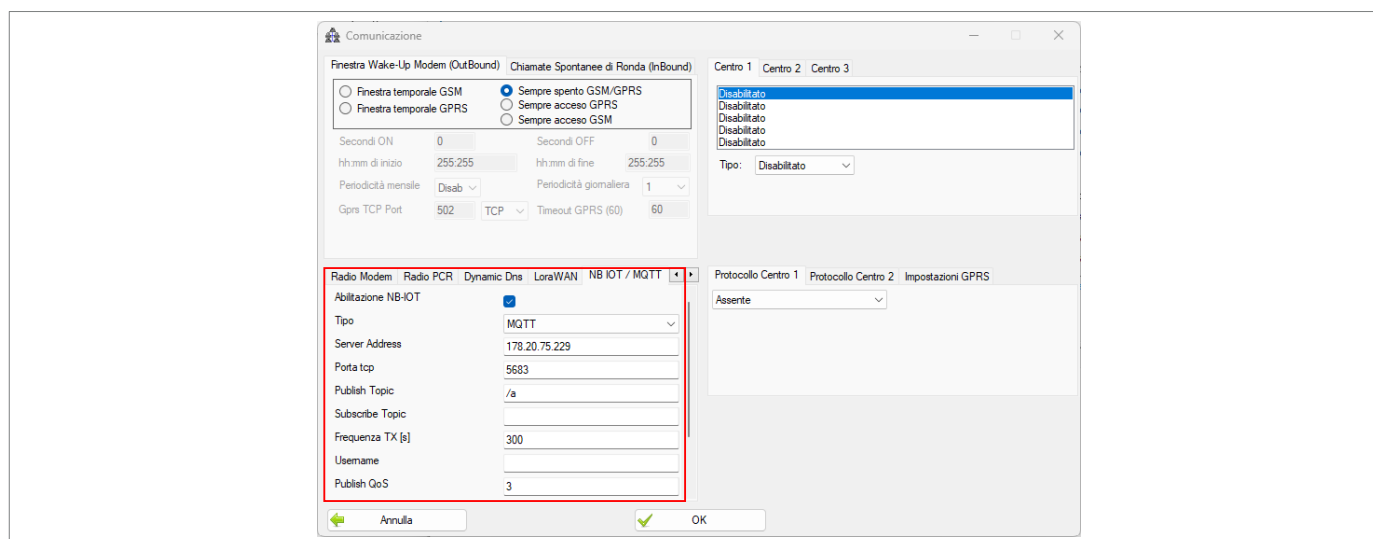 Comunicazione
Finestra Wake-Up Modem (OutBound) Chiamate Spontanee di Ronda (InBound)
Finestra temporale GSM Sempre spento GSM/GPRS
Finestra temporale GPRS Sempre acceso GPRS
Sempre acceso GSM
Secondi ON 0 Secondi OFF 0
hh:mm di inizio 255:255 hh:mm di fine 255:255
Periodicità mensile Disab Periodicità giornaliera 1
Gprs TCP Port 502 TCP Timeout GPRS (60) 60
Centro 1 Centro 2 Centro 3
Disabilitato
Disabilitato
Disabilitato
Disabilitato
Disabilitato
Tipo: Disabilitato
Radio Modem Radio PCR Dynamic Dns LoraWAN NB IOT / MQTT
Abilitazione NB-IOT
Tipo MQTT
Server Address 178.20.75.229
Porta tcp 5683
Publish Topic /a
Subscribe Topic
Frequenza TX [s] 300
Username
Publish QoS 3
Protocollo Centro 1 Protocollo Centro 2 Impostazioni GPRS
Assente
Annulla OK